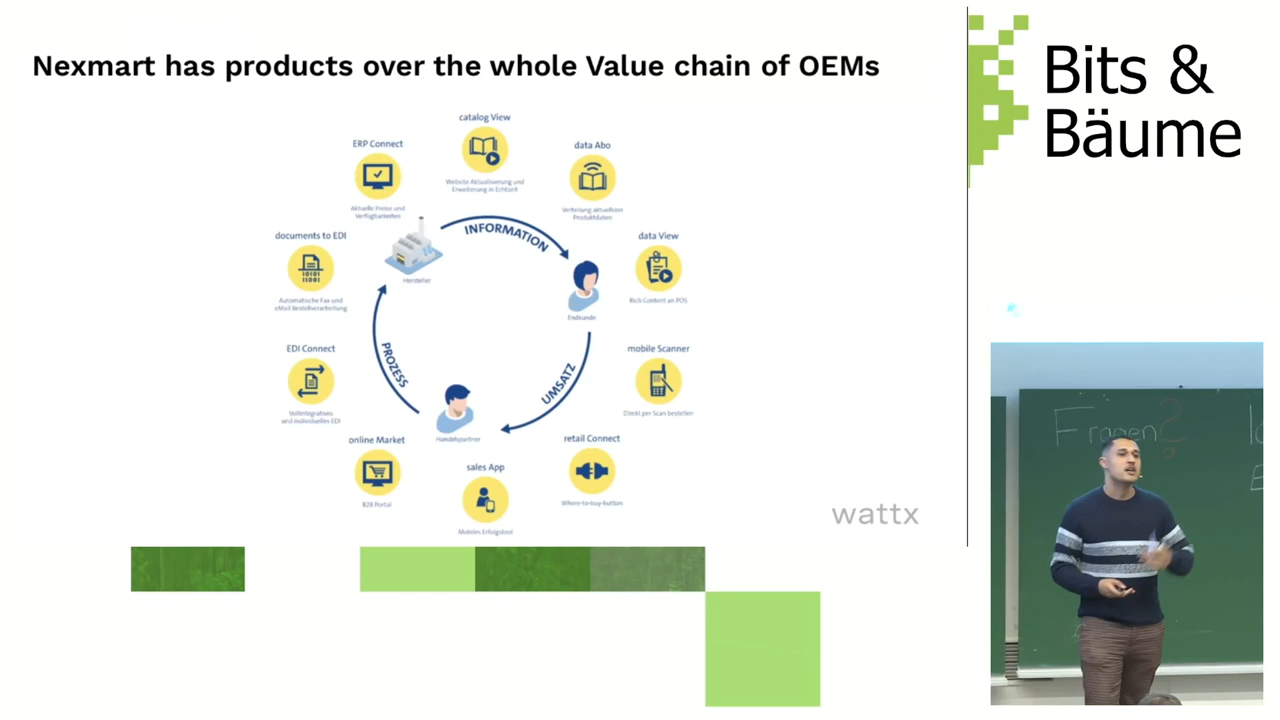 Nexmart has products over the whole Value chain of OEMs
Bits &
Bäume
catalog View
Website Aktualisierung und
Erweiterung in Echtzeit
ERP Connect
Aktuelle Preise und
Verfügbarkeiten
data Abo
Verteilung aktuellster
Produktdaten
documents to EDI
Automatische Fax und
eMail Bestellverarbeitung
data View
Rich Content an POS
INFORMATION
Hersteller
Endkunde
EDI Connect
Vollintegratives
und individuelles EDI
mobile Scanner
Direkt per Scan bestellen
PROZESS
UMSATZ
Handelspartner
online Market
B2B Portal
sales App
Mobiles Erfolgstool
retail Connect
Where-to-buy-button
wattx
Fragen?